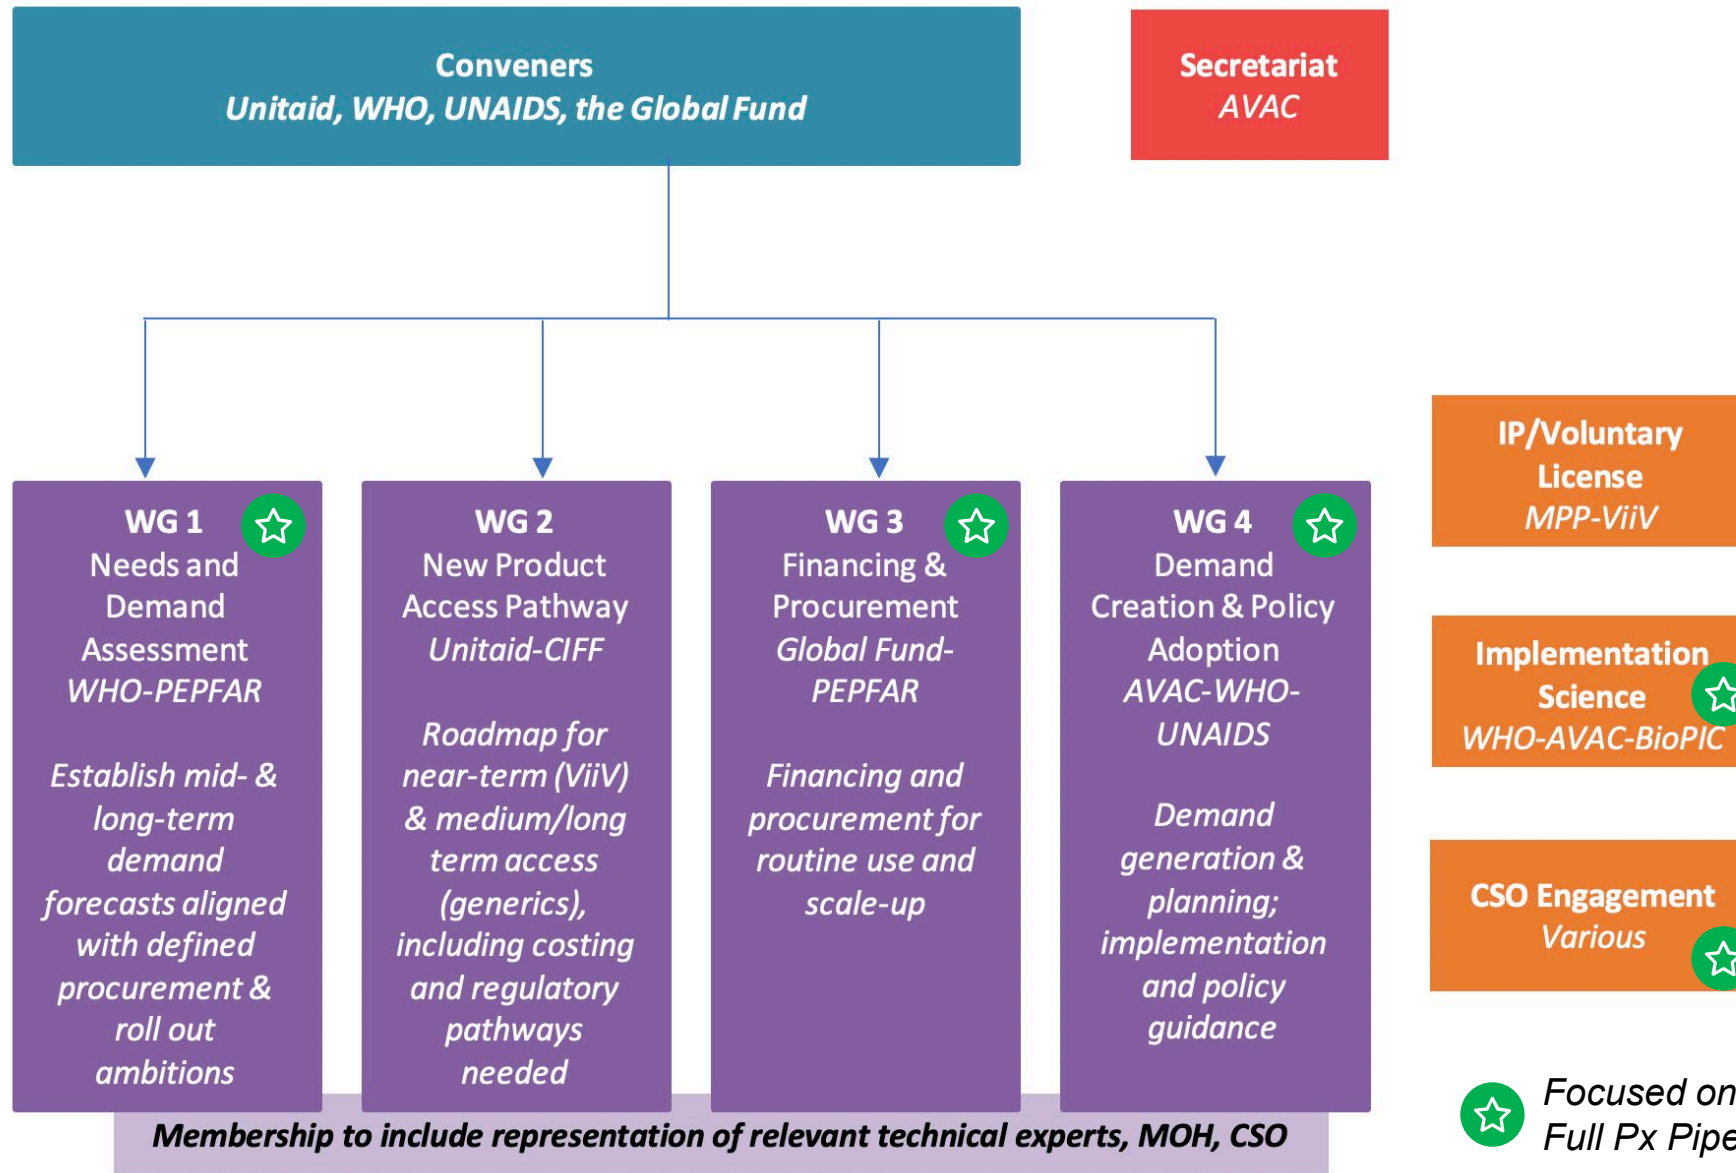 Conveners
Unitaid, WHO, UNAIDS, the Global Fund
Secretariat
AVAC
WG 1
Needs and
Demand
Assessment
WHO-PEPFAR
Establish mid- &
long-term
demand
forecasts aligned
with defined
procurement &
roll out
ambitions
WG 2
New Product
Access Pathway
Unitaid-CIFF
Roadmap for
near-term (ViiV)
& medium/long
term access
(generics),
including costing
and regulatory
pathways
needed
WG 3
Financing &
Procurement
Global Fund-
PEPFAR
Financing and
procurement for
routine use and
scale-up
WG 4
Demand
Creation & Policy
Adoption
AVAC-WHO-
UNAIDS
Demand
generation &
planning;
implementation
and policy
guidance
IP/Voluntary
License
MPP-ViiV
Implementation
Science
WHO-AVAC-BioPIC
CSO Engagement
Various
Membership to include representation of relevant technical experts, MOH, CSO
Focused on
Full Px